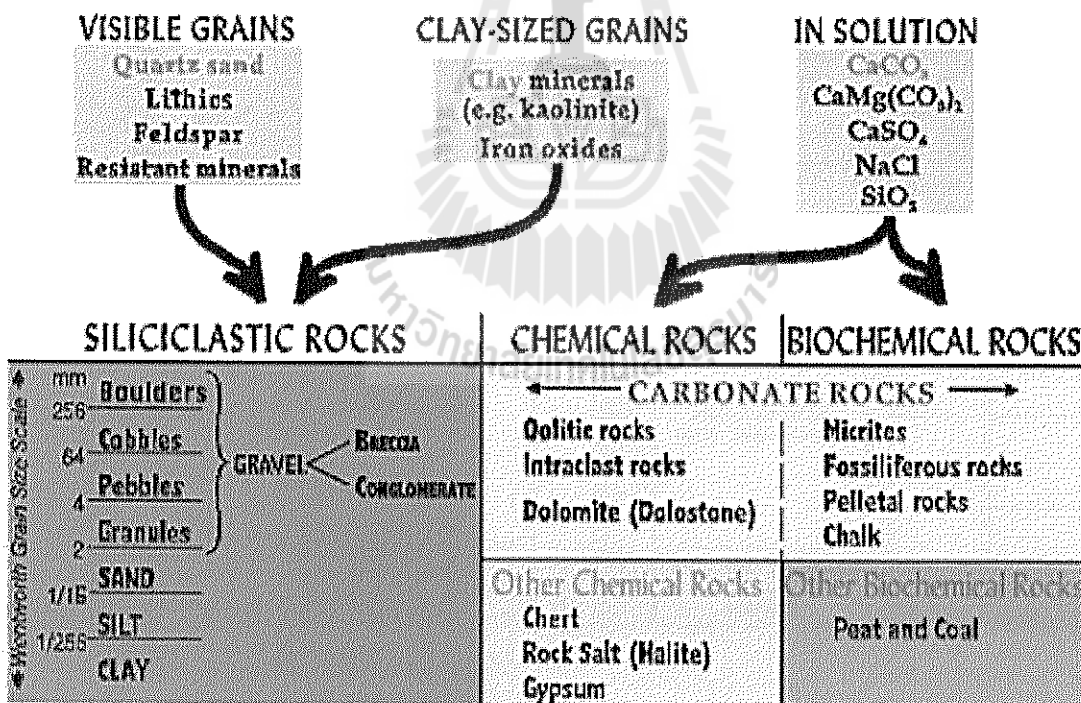 VISIBLE GRAINS
Quartz sand
Lithics
Feldspar
Resistant minerals
CLAY-SIZED GRAINS
Clay minerals
(e.g. kaolinite)
Iron oxides
IN SOLUTION
CaCO₃
CaMg(CO₃)₂
CaSO₄
NaCl
SiO₂
SILICICLASTIC ROCKS
Wentworth Grain Size Scale
mm
Boulders
256
Cobbles
64
Pebbles
4
Granules
2
SAND
1/16
SILT
1/256
CLAY
GRAVEL
BRECCIA
CONGLOMERATE
CHEMICAL ROCKS
BIOCHEMICAL ROCKS
CARBONATE ROCKS
Oolitic rocks
Intraclast rocks
Dolomite (Dolostone)
Micrites
Fossiliferous rocks
Pelletal rocks
Chalk
Other Chemical Rocks
Chert
Rock Salt (Halite)
Gypsum
Other Biochemical Rocks
Peat and Coal